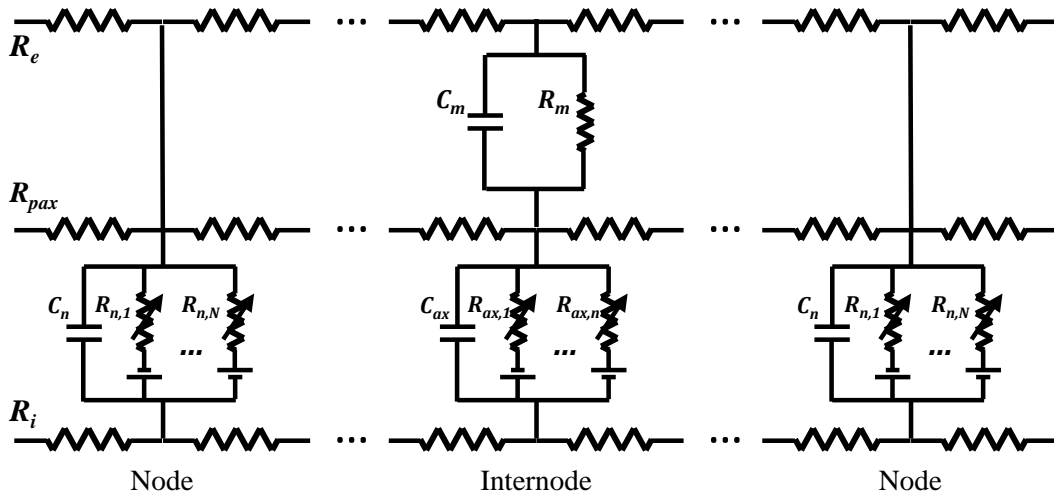 ... ...
R_e
C_m R_m
R_pax
... ...
C_n R_n,1 R_n,N C_ax R_ax,1 R_ax,n C_n R_n,1 R_n,N
... ... ...
R_i
... ...
Node Internode Node